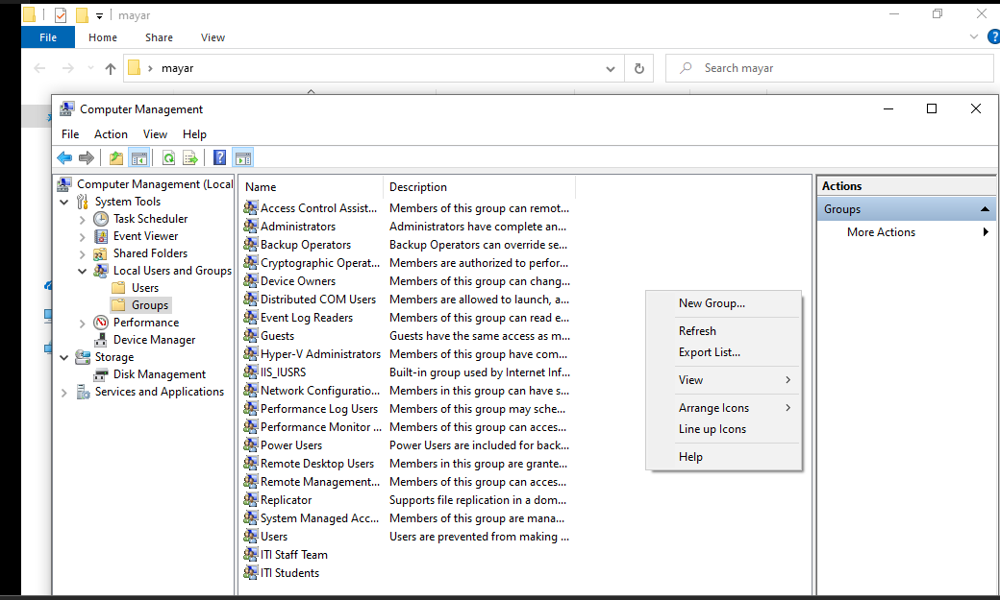 mayar
File Home Share View
mayar Search mayar
Computer Management
File Action View Help
Computer Management (Local
System Tools
Task Scheduler
Event Viewer
Shared Folders
Local Users and Groups
Users
Groups
Performance
Device Manager
Storage
Disk Management
Services and Applications
Name Description
Access Control Assist... Members of this group can remot...
Administrators Administrators have complete an...
Backup Operators Backup Operators can override se...
Cryptographic Operat... Members are authorized to perfor...
Device Owners Members of this group can chang...
Distributed COM Users Members are allowed to launch, a...
Event Log Readers Members of this group can read e...
Guests Guests have the same access as m...
Hyper-V Administrators Members of this group have com...
IIS_IUSRS Built-in group used by Internet Inf...
Network Configuratio... Members in this group can have s...
Performance Log Users Members of this group may sche...
Performance Monitor ... Members of this group can acces...
Power Users Power Users are included for back...
Remote Desktop Users Members in this group are grante...
Remote Management... Members of this group can acces...
Replicator Supports file replication in a dom...
System Managed Acc... Members of this group are mana...
Users Users are prevented from making ...
ITI Staff Team
ITI Students
New Group...
Refresh
Export List...
View
Arrange Icons
Line up Icons
Help
Actions
Groups
More Actions